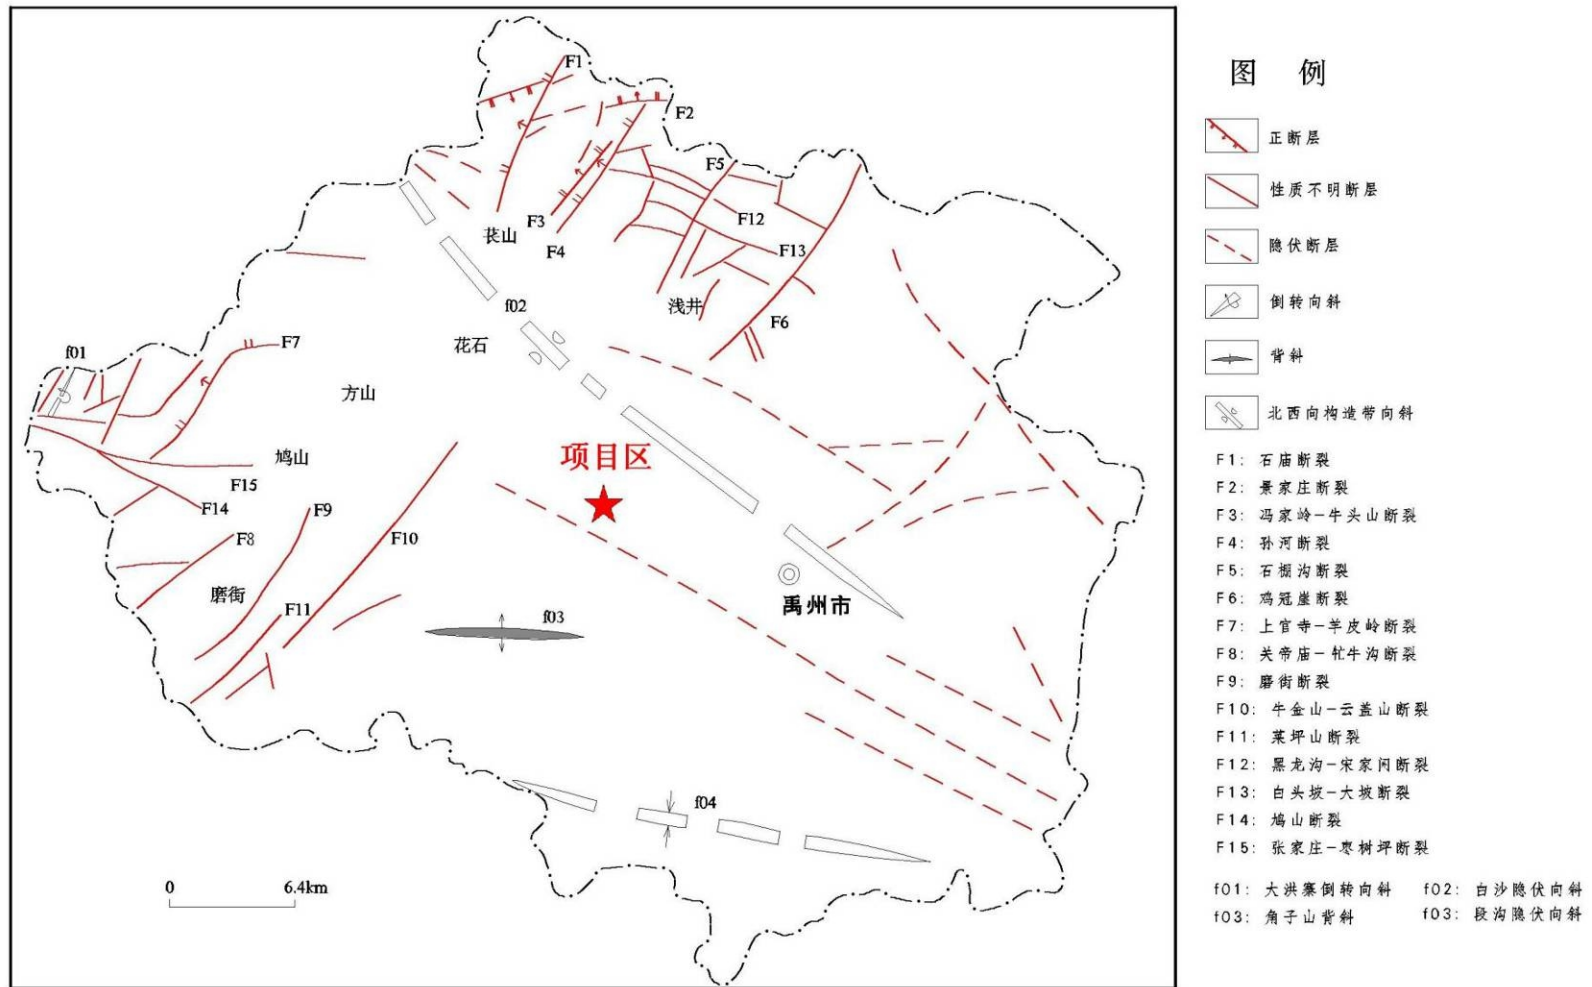 F1
F2
F5
F12
F3
F4
F13
苌山
f02
浅井
F6
花石
F7
f01
方山
项目区
鸠山
F15
F14
F9
F10
F8
磨街
F11
f03
禹州市
f04
0 6.4km
图 例
正断层
性质不明断层
隐伏断层
倒转向斜
背斜
北西向构造带向斜
F1: 石庙断裂
F2: 景家庄断裂
F3: 冯家岭-牛头山断裂
F4: 孙河断裂
F5: 石棚沟断裂
F6: 鸡冠崖断裂
F7: 上官寺-羊皮岭断裂
F8: 关帝庙-牤牛沟断裂
F9: 磨街断裂
F10: 牛金山-云盖山断裂
F11: 菜坪山断裂
F12: 黑龙沟-宋家闲断裂
F13: 白头坡-大坡断裂
F14: 鸠山断裂
F15: 张家庄-枣树坪断裂
f01: 大洪寨倒转向斜 f02: 白沙隐伏向斜
f03: 角子山背斜 f03: 段沟隐伏向斜